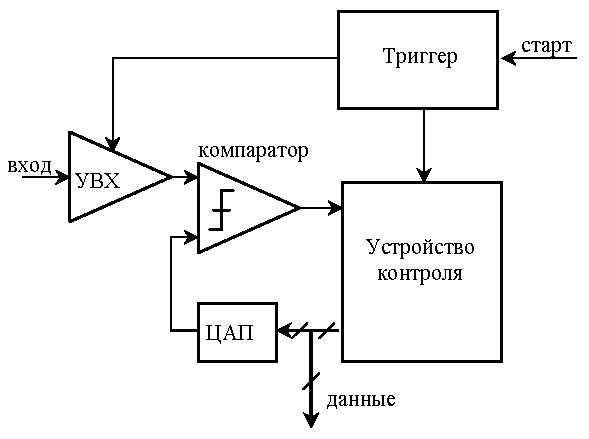 Триггер
старт
компаратор
вход
УВХ
Устройство
контроля
ЦАП
данные